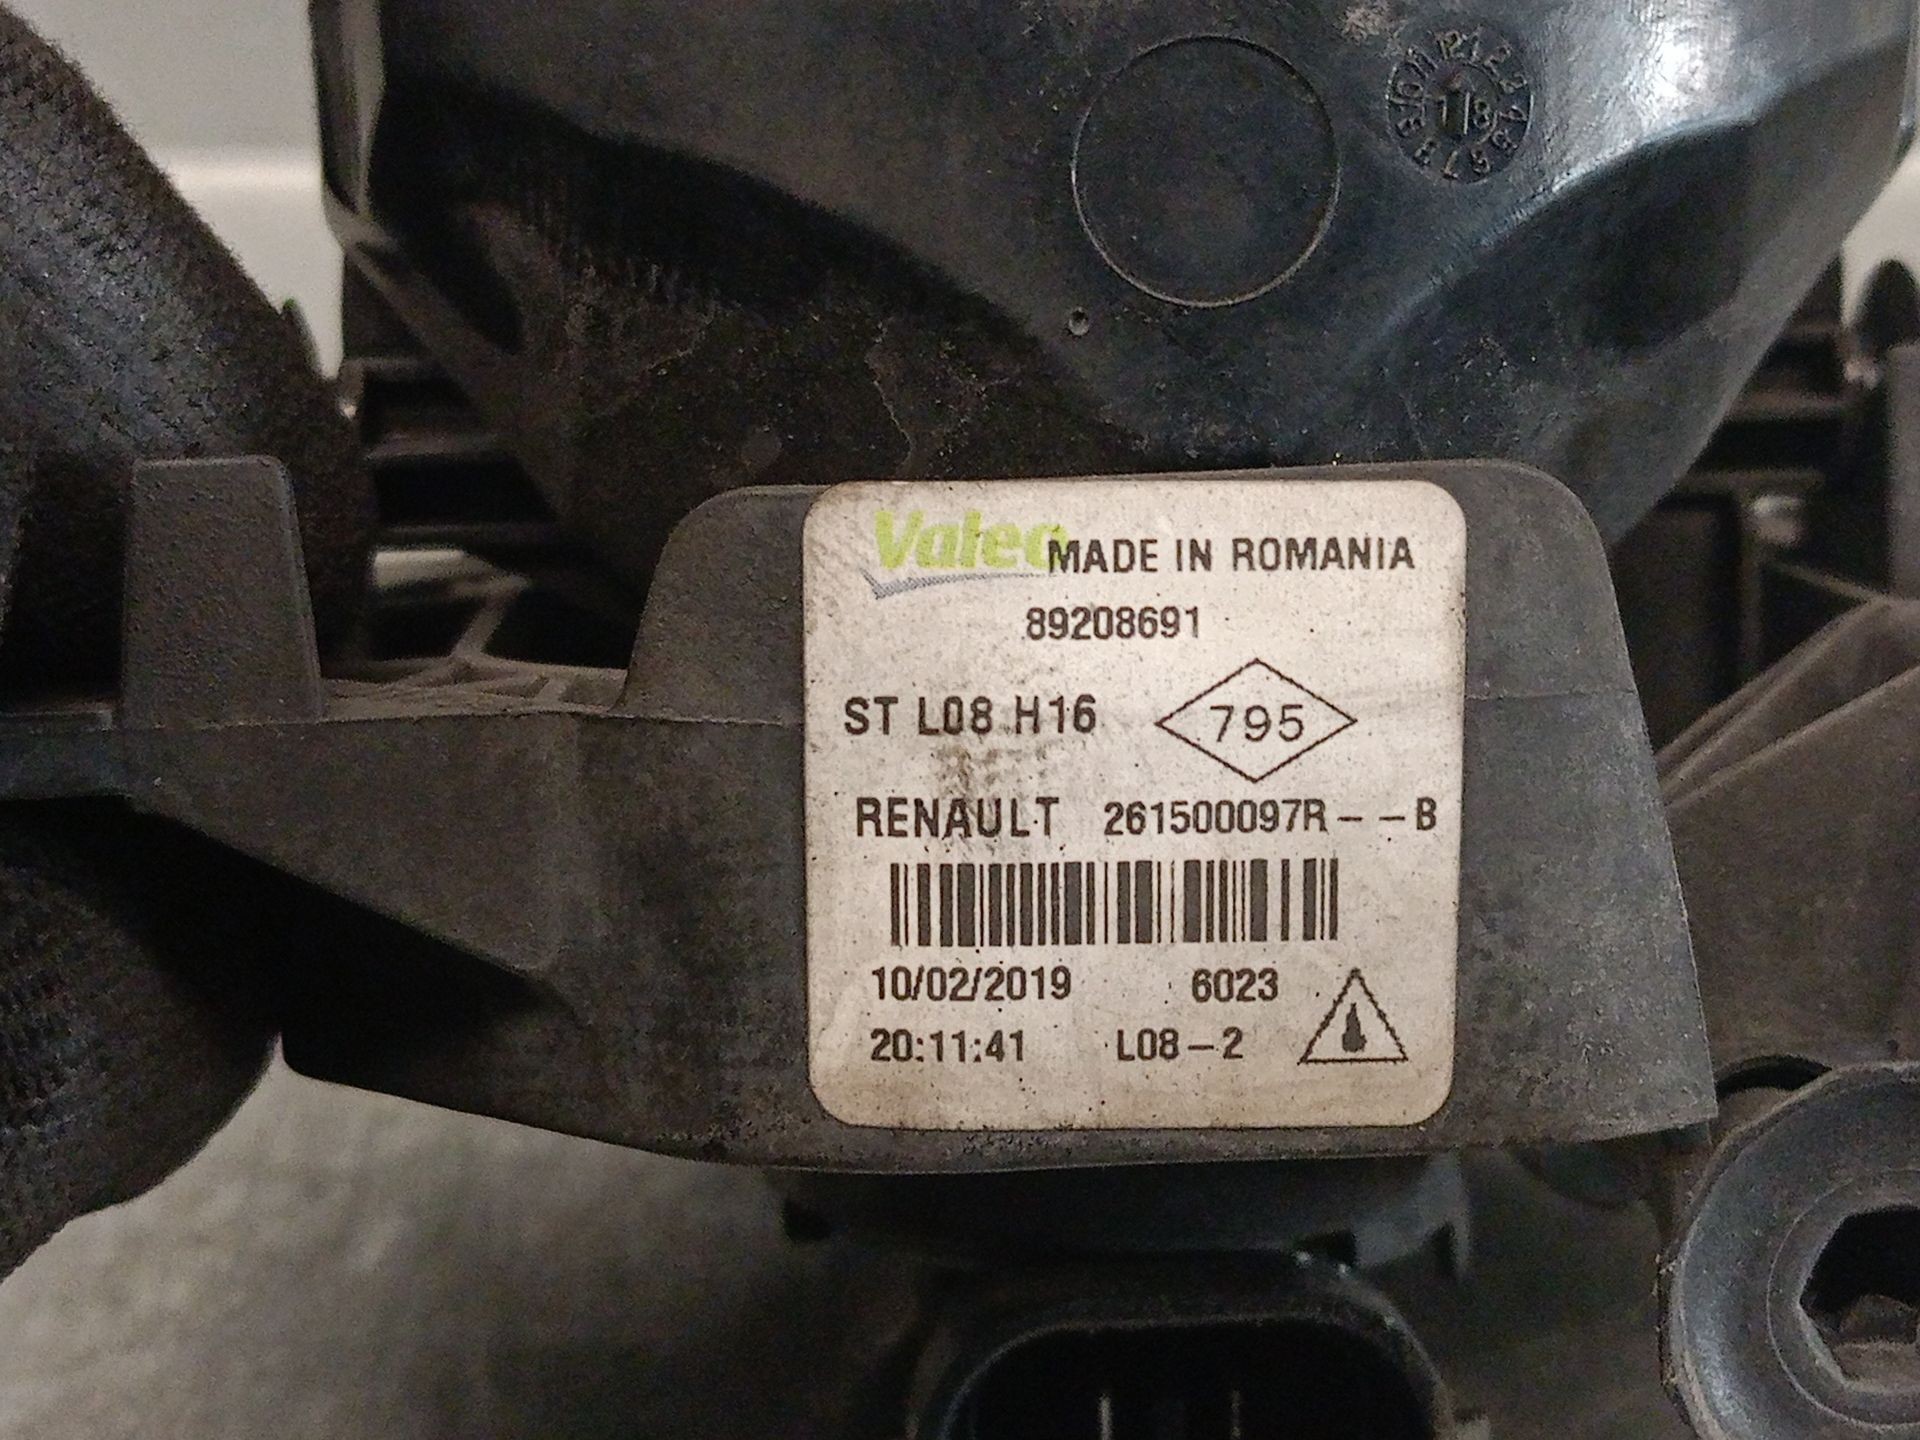 Valeo MADE IN ROMANIA
89208691
ST L08 H16 795
RENAULT 261500097R--B
10/02/2019 6023
20:11:41 L08-2